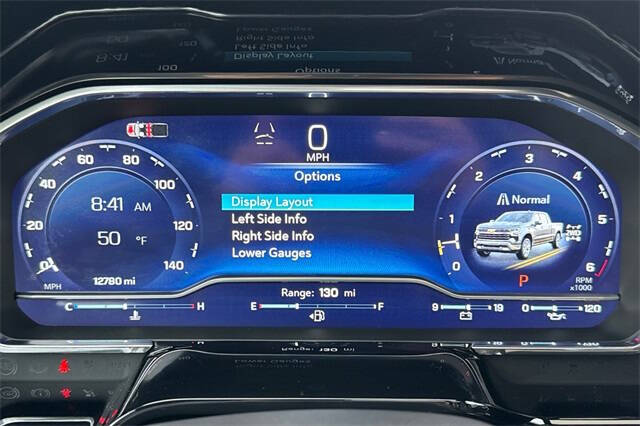 0
MPH
Options
Display Layout
Left Side Info
Right Side Info
Lower Gauges
0 20 40 60 80 100 120 140
MPH
8:41 AM
50 °F
12780 mi
0 1 2 3 4 5 6
RPM
x1000
Normal
2WD
P
Range: 130 mi
C H
E F
9 19
0 120